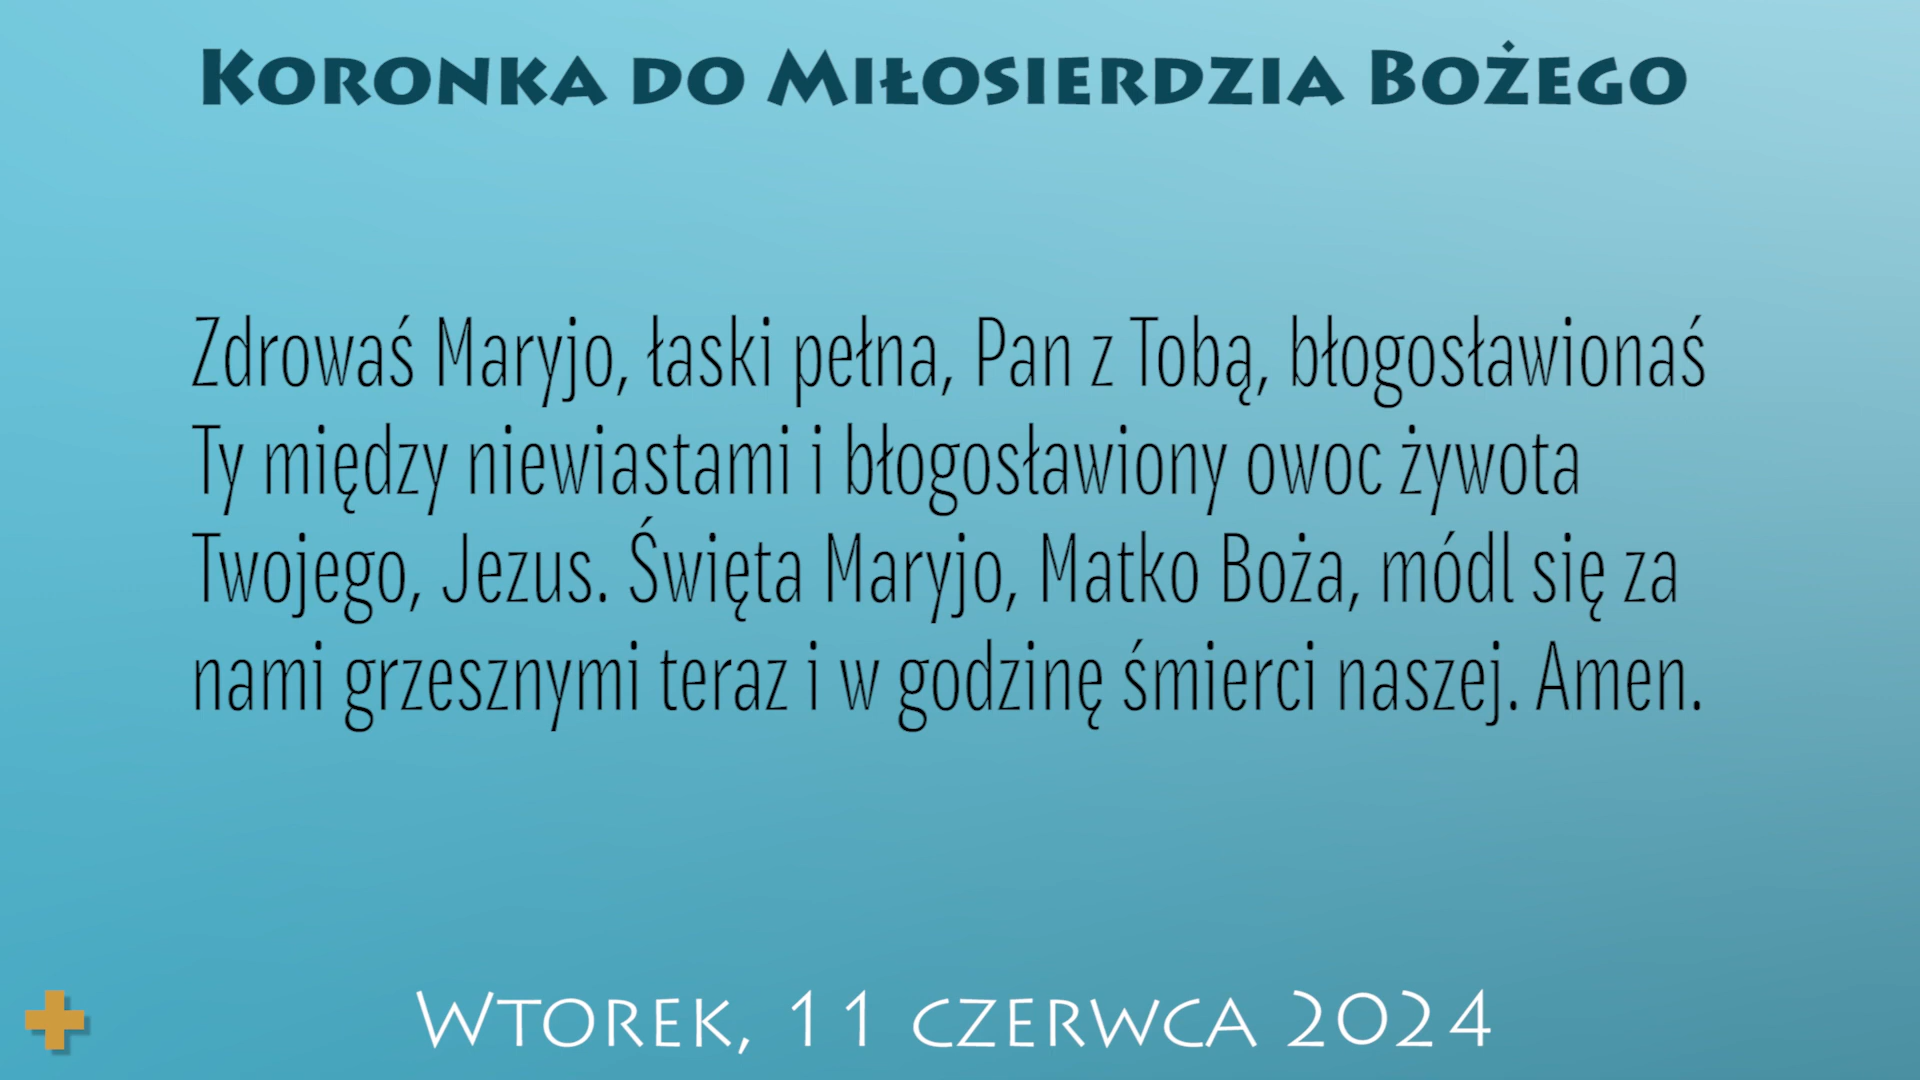 Koronka do Miłosierdzia Bożego
Zdrowaś Maryjo, łaski pełna, Pan z Tobą, błogosławionaś
Ty między niewiastami i błogosławiony owoc żywota
Twojego, Jezus. Święta Maryjo, Matko Boża, módl się za
nami grzesznymi teraz i w godzinę śmierci naszej. Amen.
Wtorek, 11 czerwca 2024